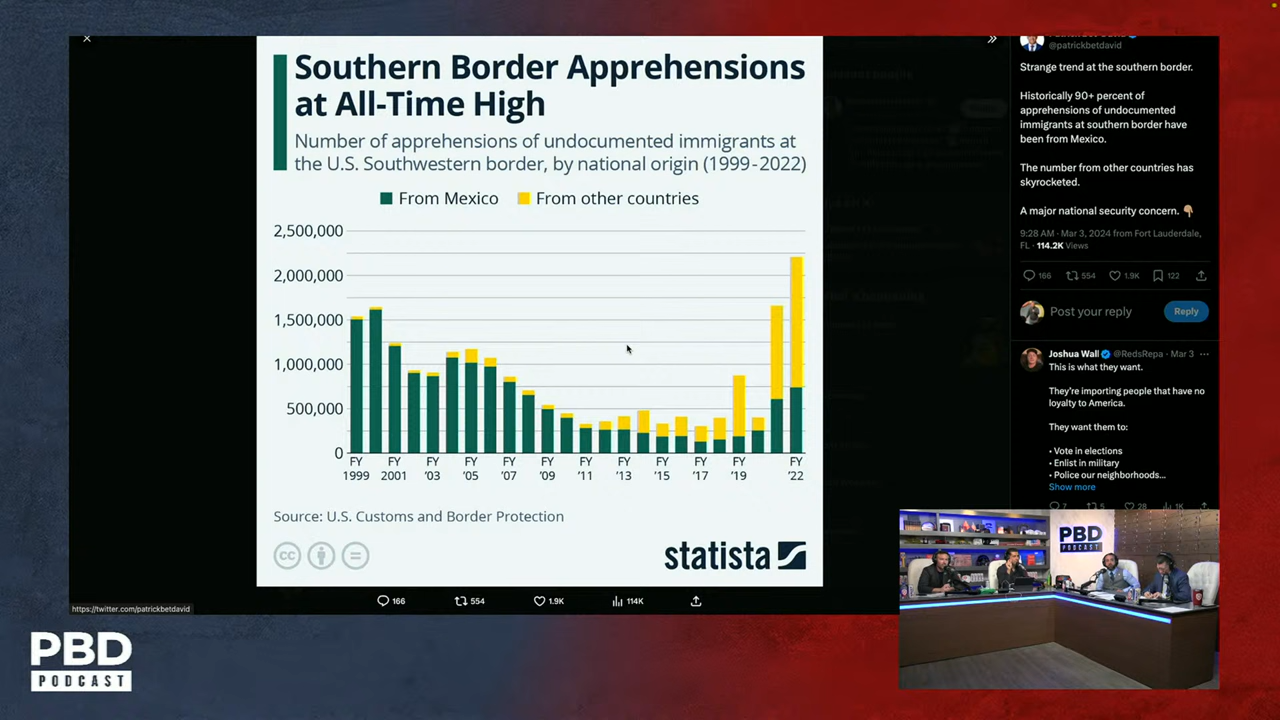 Southern Border Apprehensions
at All-Time High
Number of apprehensions of undocumented immigrants at
the U.S. Southwestern border, by national origin (1999-2022)
From Mexico
From other countries
2,500,000
2,000,000
1,500,000
1,000,000
500,000
0
FY 1999
FY 2001
FY '03
FY '05
FY '07
FY '09
FY '11
FY '13
FY '15
FY '17
FY '19
FY '22
Source: U.S. Customs and Border Protection
cc
statista
166 554 1.9K 114K
https://twitter.com/patrickbetdavid
@patrickbetdavid
Strange trend at the southern border.
Historically 90+ percent of
apprehensions of undocumented
immigrants at southern border have
been from Mexico.
The number from other countries has
skyrocketed.
A major national security concern. 👇🏽
9:28 AM · Mar 3, 2024 from Fort Lauderdale,
FL · 114.2K Views
166 554 1.9K 122
Post your reply
Reply
Joshua Wall @RedsRepa · Mar 3
This is what they want.
They're importing people that have no
loyalty to America.
They want them to:
• Vote in elections
• Enlist in military
• Police our neighborhoods...
Show more
PBD
PODCAST
PBD
PODCAST